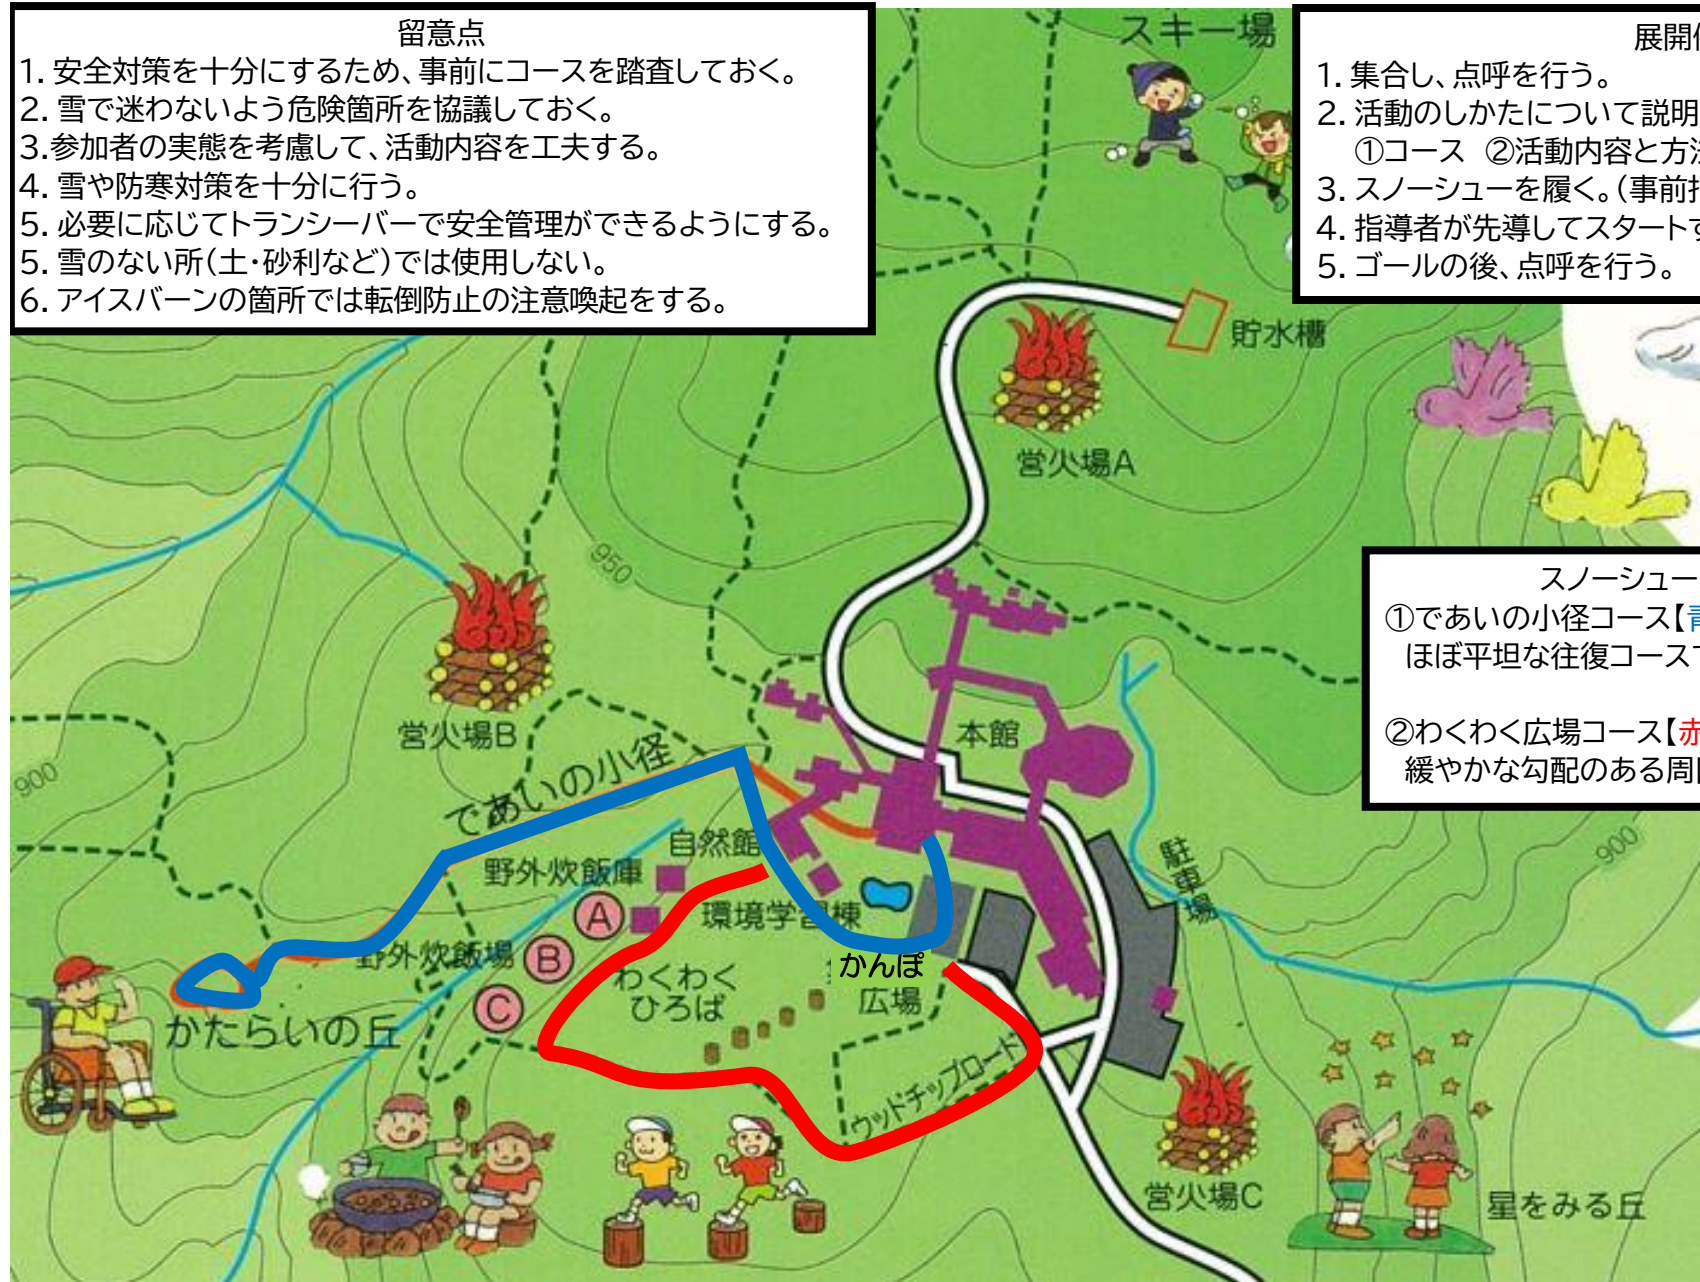 留意点
1. 安全対策を十分にするため、事前にコースを踏査しておく。
2. 雪で迷わないよう危険箇所を協議しておく。
3.参加者の実態を考慮して、活動内容を工夫する。
4. 雪や防寒対策を十分に行う。
5. 必要に応じてトランシーバーで安全管理ができるようにする。
5. 雪のない所(土・砂利など)では使用しない。
6. アイスバーンの箇所では転倒防止の注意喚起をする。
スキー場
展開
1. 集合し、点呼を行う。
2. 活動のしかたについて説明
①コース ②活動内容と方
3. スノーシューを履く。(事前
4. 指導者が先導してスタート
5. ゴールの後、点呼を行う。
貯水槽
営火場A
950
スノーシュー
①であいの小径コース【青
ほぼ平坦な往復コース
②わくわく広場コース【赤
緩やかな勾配のある周
営火場B
本館
900
であいの小径
自然館
野外炊飯庫
駐車場
900
A
環境学習棟
野外炊飯場
B
かんぽ
広場
わくわく
ひろば
C
かたらいの丘
ウッドチップロード
営火場C
星をみる丘